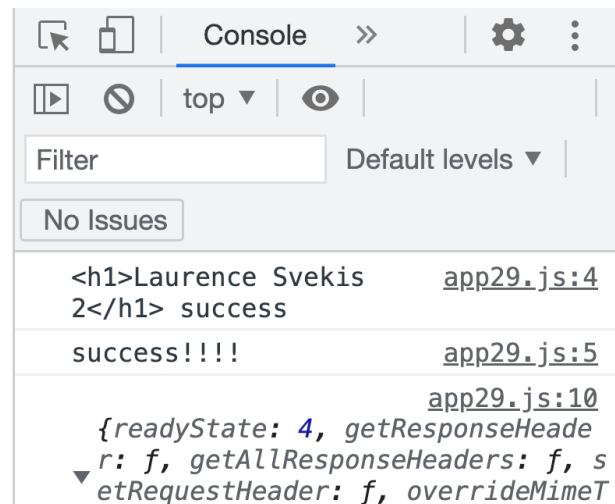 Console
top
Filter
Default levels
No Issues
<h1>Laurence Svekis app29.js:4
2</h1> success
success!!!! app29.js:5
app29.js:10
{readyState: 4, getResponseHeade
r: ƒ, getAllResponseHeaders: ƒ, s
etRequestHeader: ƒ, overrideMimeT